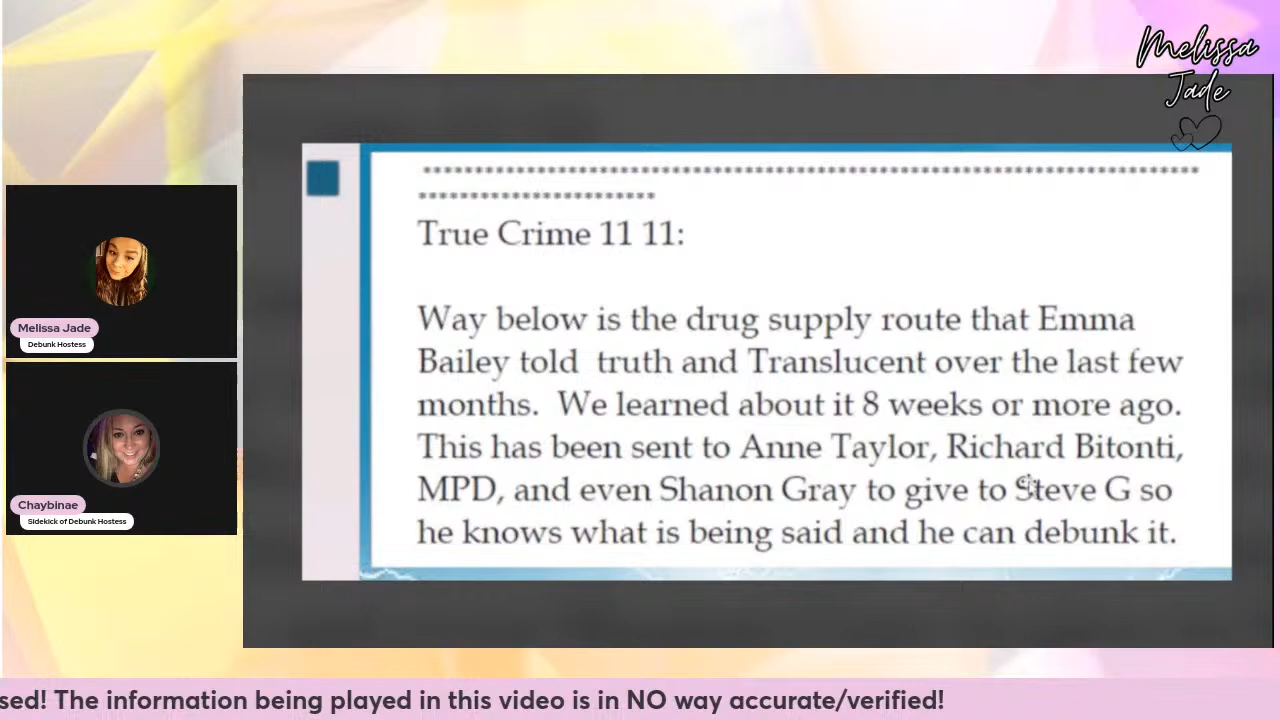 Melissa
Jade
********************************************************************************
************************
True Crime 11 11:
Way below is the drug supply route that Emma
Bailey told  truth and Translucent over the last few
months.  We learned about it 8 weeks or more ago.
This has been sent to Anne Taylor, Richard Bitonti,
MPD, and even Shanon Gray to give to Steve G so
he knows what is being said and he can debunk it.
Melissa Jade
Debunk Hostess
Chaybinae
Sidekick of Debunk Hostess
sed! The information being played in this video is in NO way accurate/verified!